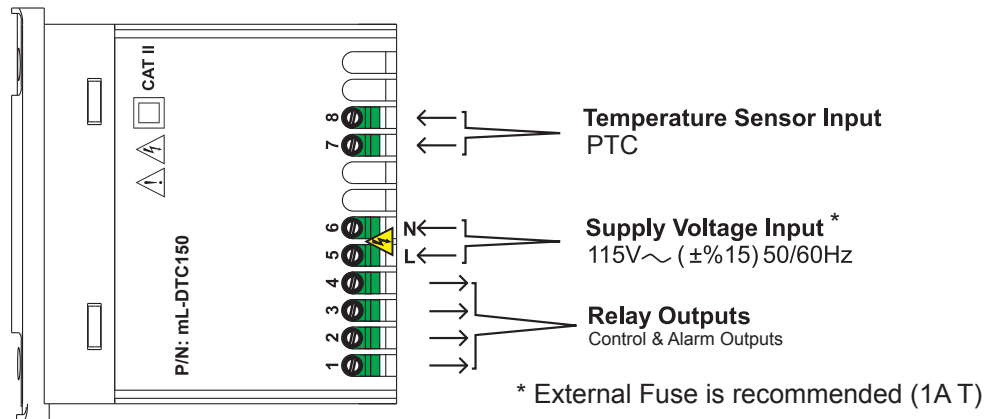 CAT II
P/N: mL-DTC150
8
7
6
5
4
3
2
1
N
L
Temperature Sensor Input
PTC
Supply Voltage Input *
115V～ ( ±%15) 50/60Hz
Relay Outputs
Control & Alarm Outputs
* External Fuse is recommended (1A T)